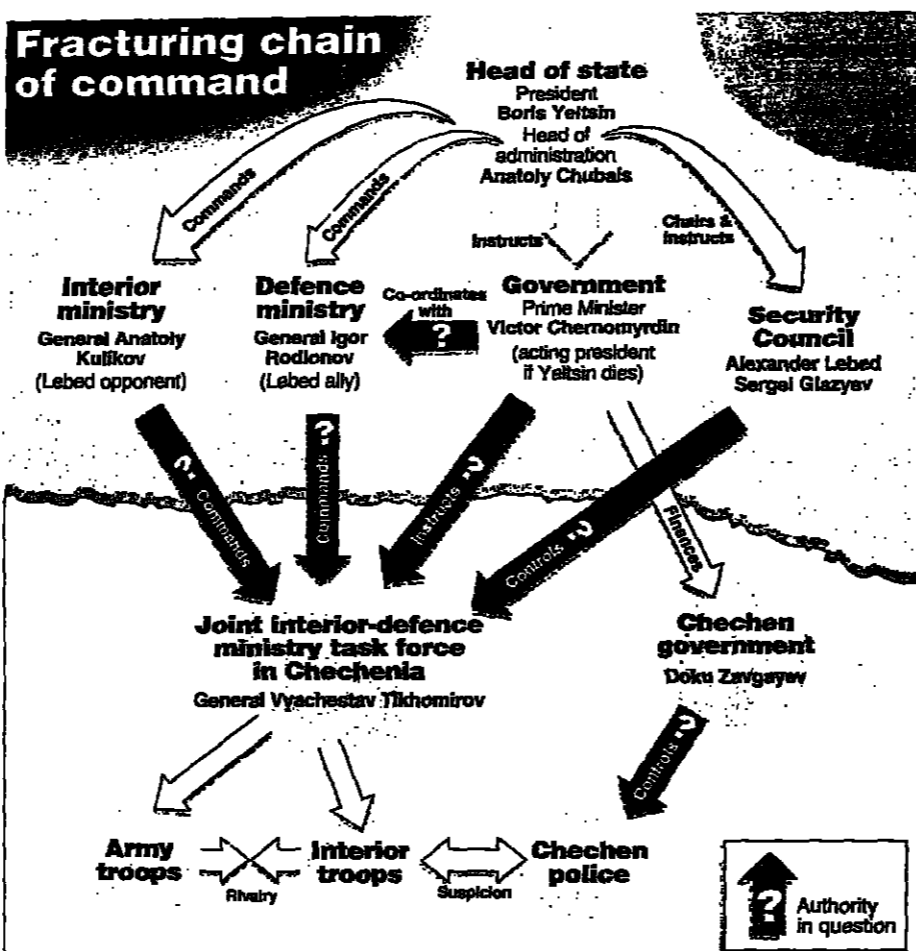 Fracturing chain
of command
Head of state
President
Boris Yeltsin
Head of
administration
Anatoly Chubais
Commands
Commands
Instructs
Chairs &
instructs
Interior
ministry
General Anatoly
Kulikov
(Lebed opponent)
Defence
ministry
General Igor
Rodionov
(Lebed ally)
Co-ordinates
with
?
Government
Prime Minister
Victor Chernomyrdin
(acting president
if Yeltsin dies)
Security
Council
Alexander Lebed
Sergei Glazyev
? Commands
Commands ?
Instructs ?
Controls ?
Finances
Joint interior-defence
ministry task force
in Chechenia
General Vyacheslav Tikhomirov
Chechen
government
Doku Zavgayev
Controls ?
Army
troops
Rivalry
Interior
troops
Suspicion
Chechen
police
?
Authority
in question